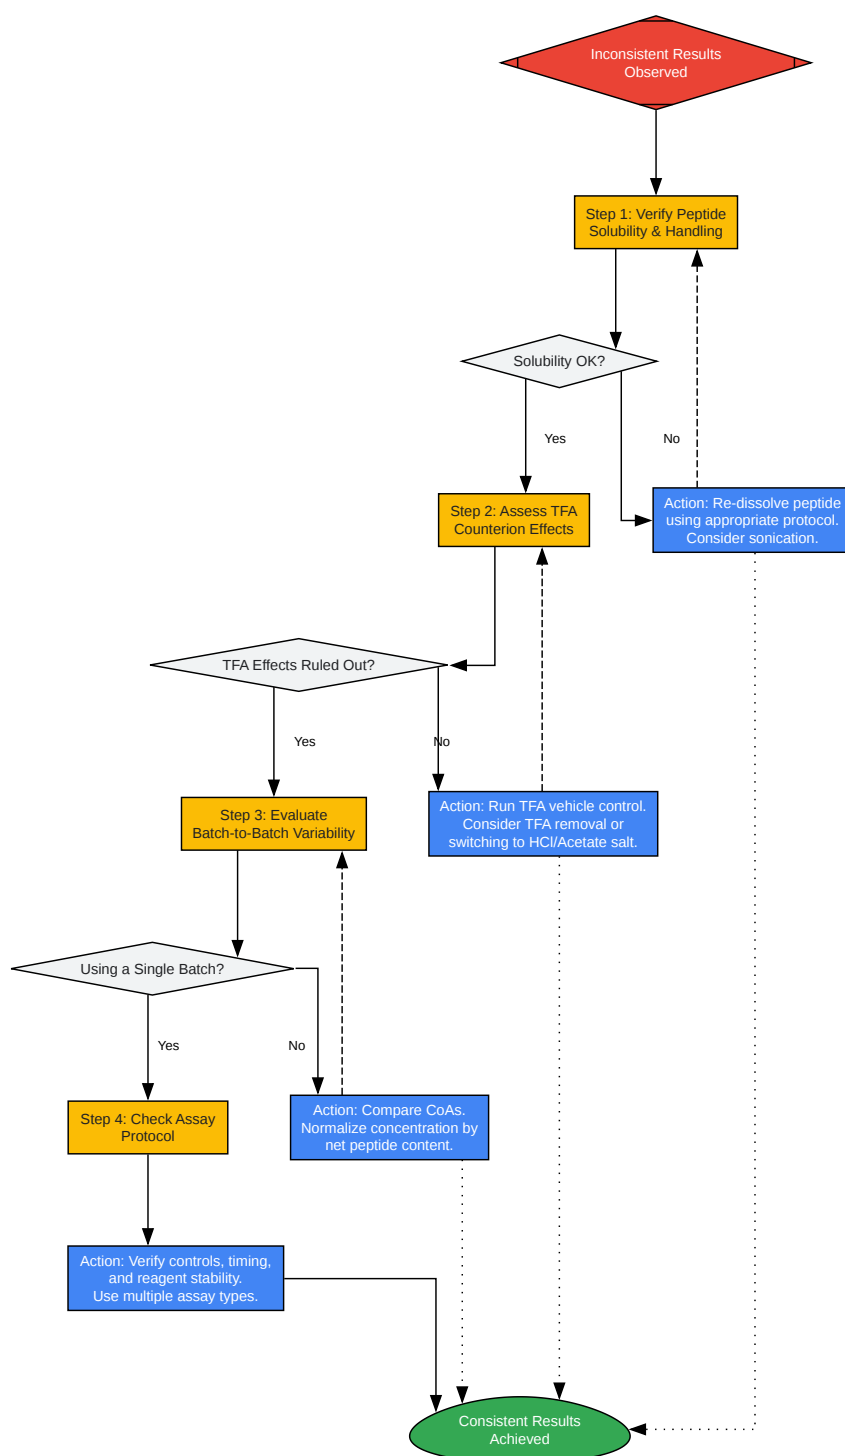 Inconsistent Results
Observed
Step 1: Verify Peptide
Solubility & Handling
Solubility OK?
Yes
No
Step 2: Assess TFA
Counterion Effects
Action: Re-dissolve peptide
using appropriate protocol.
Consider sonication.
TFA Effects Ruled Out?
Yes
No
Step 3: Evaluate
Batch-to-Batch Variability
Action: Run TFA vehicle control.
Consider TFA removal or
switching to HCl/Acetate salt.
Using a Single Batch?
Yes
No
Step 4: Check Assay
Protocol
Action: Compare CoAs.
Normalize concentration by
net peptide content.
Action: Verify controls, timing,
and reagent stability.
Use multiple assay types.
Consistent Results
Achieved